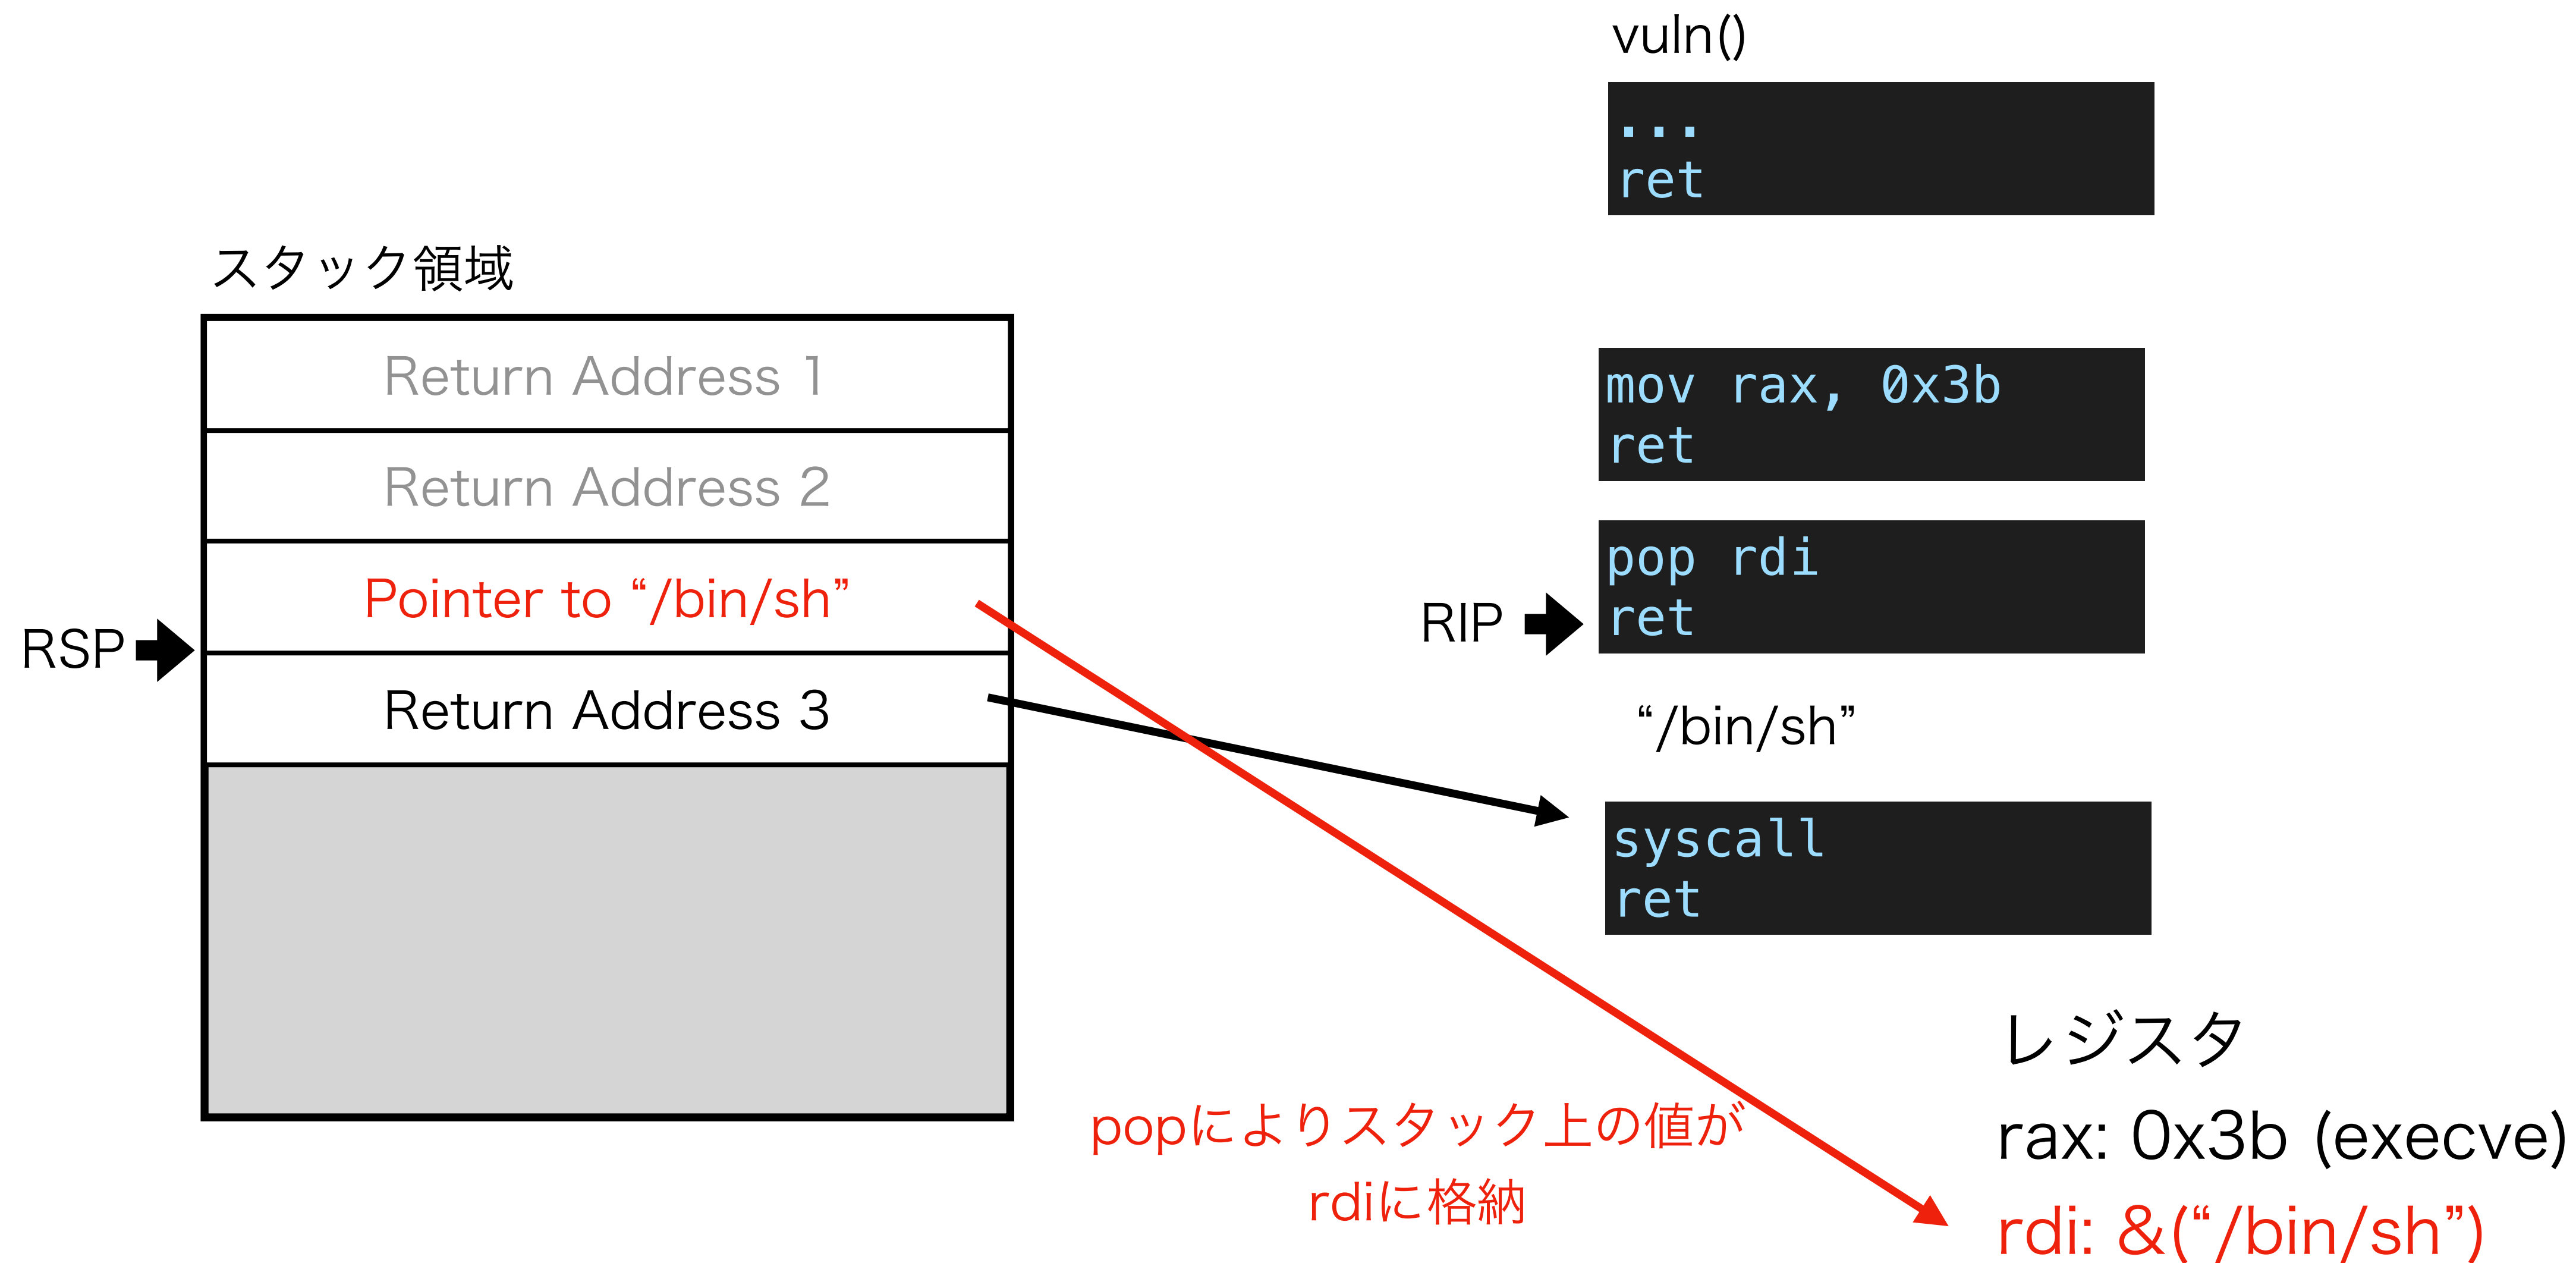 vuln()
...
ret
スタック領域
Return Address 1
Return Address 2
Pointer to “/bin/sh”
RSP
Return Address 3
mov rax, 0x3b
ret
pop rdi
ret
RIP
“/bin/sh”
syscall
ret
popによりスタック上の値が
rdiに格納
レジスタ
rax: 0x3b (execve)
rdi: &(“/bin/sh”)